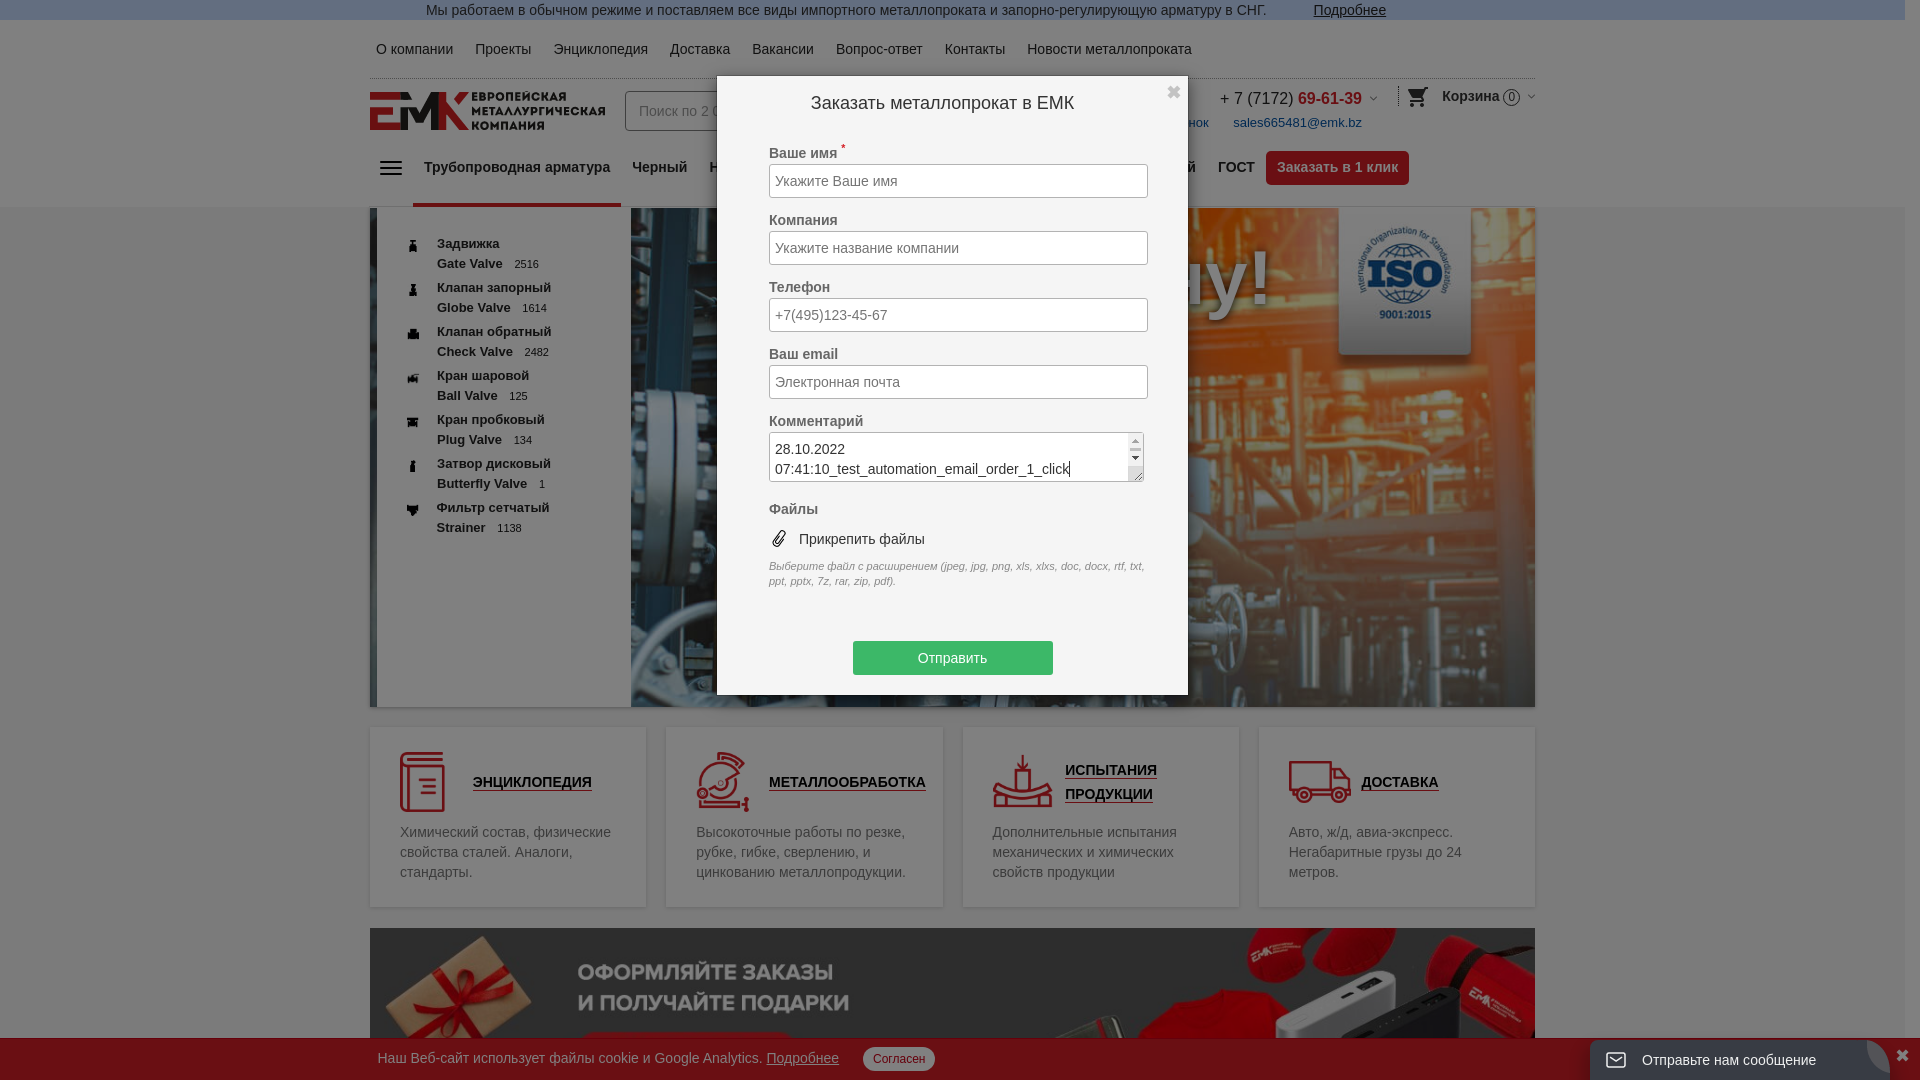 Мы работаем в обычном режиме и поставляем все виды импортного металлопроката и запорно-регулирующую арматуру в СНГ. Подробнее
О компании Проекты Энциклопедия Доставка Вакансии Вопрос-ответ Контакты Новости металлопроката
ЕМК ЕВРОПЕЙСКАЯ
МЕТАЛЛУРГИЧЕСКАЯ
КОМПАНИЯ
Поиск по 2 0
+ 7 (7172) 69-61-39
Корзина 0
нок sales665481@emk.bz
Трубопроводная арматура Черный Н й ГОСТ Заказать в 1 клик
Задвижка
Gate Valve 2516
Клапан запорный
Globe Valve 1614
Клапан обратный
Check Valve 2482
Кран шаровой
Ball Valve 125
Кран пробковый
Plug Valve 134
Затвор дисковый
Butterfly Valve 1
Фильтр сетчатый
Strainer 1138
ну!
International Organization for Standardization
ISO
9001:2015
Заказать металлопрокат в ЕМК
Ваше имя *
Укажите Ваше имя
Компания
Укажите название компании
Телефон
+7(495)123-45-67
Ваш email
Электронная почта
Комментарий
28.10.2022
07:41:10_test_automation_email_order_1_click
Файлы
Прикрепить файлы
Выберите файл с расширением (jpeg, jpg, png, xls, xlxs, doc, docx, rtf, txt,
ppt, pptx, 7z, rar, zip, pdf).
Отправить
ЭНЦИКЛОПЕДИЯ
Химический состав, физические
свойства сталей. Аналоги,
стандарты.
МЕТАЛЛООБРАБОТКА
Высокоточные работы по резке,
рубке, гибке, сверлению, и
цинкованию металлопродукции.
ИСПЫТАНИЯ
ПРОДУКЦИИ
Дополнительные испытания
механических и химических
свойств продукции
ДОСТАВКА
Авто, ж/д, авиа-экспресс.
Негабаритные грузы до 24
метров.
ОФОРМЛЯЙТЕ ЗАКАЗЫ
И ПОЛУЧАЙТЕ ПОДАРКИ
Наш Веб-сайт использует файлы cookie и Google Analytics. Подробнее Согласен
Отправьте нам сообщение